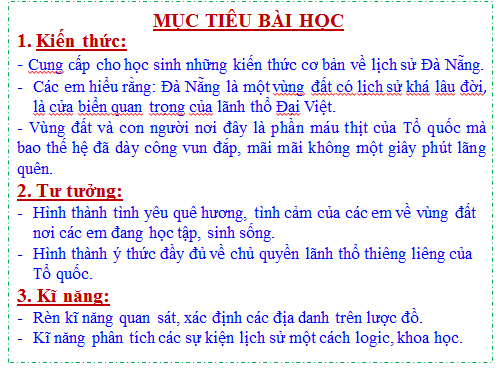 MỤC TIÊU BÀI HỌC
1. Kiến thức:
- Cung cấp cho học sinh những kiến thức cơ bản về lịch sử Đà Nẵng.
- Các em hiểu rằng: Đà Nẵng là một vùng đất có lịch sử khá lâu đời,
là cửa biển quan trọng của lãnh thổ Đại Việt.
- Vùng đất và con người nơi đây là phần máu thịt của Tổ quốc mà
bao thế hệ đã dày công vun đắp, mãi mãi không một giây phút lãng
quên.
2. Tư tưởng:
- Hình thành tình yêu quê hương, tình cảm của các em về vùng đất
nơi các em đang học tập, sinh sống.
- Hình thành ý thức đầy đủ về chủ quyền lãnh thổ thiêng liêng của
Tổ quốc.
3. Kĩ năng:
- Rèn kĩ năng quan sát, xác định các địa danh trên lược đồ.
- Kĩ năng phân tích các sự kiện lịch sử một cách logic, khoa học.